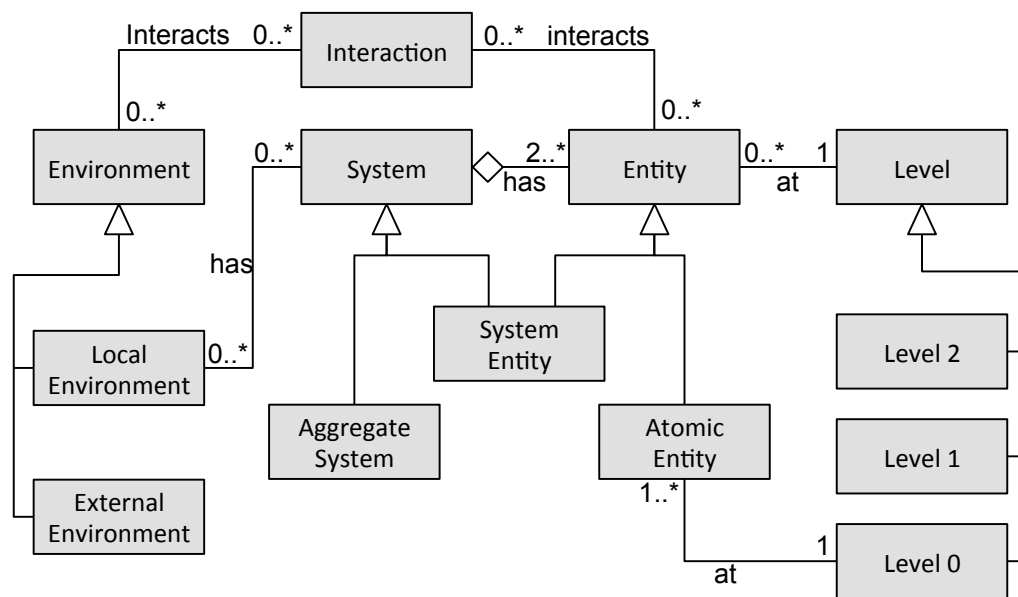 Interacts
0..*
Interaction
0..*
interacts
0..*
0..*
Environment
0..*
System
2..*
has
Entity
0..*
at
1
Level
has
Local
Environment
0..*
System
Entity
Level 2
Aggregate
System
Atomic
Entity
Level 1
External
Environment
1..*
at
1
Level 0